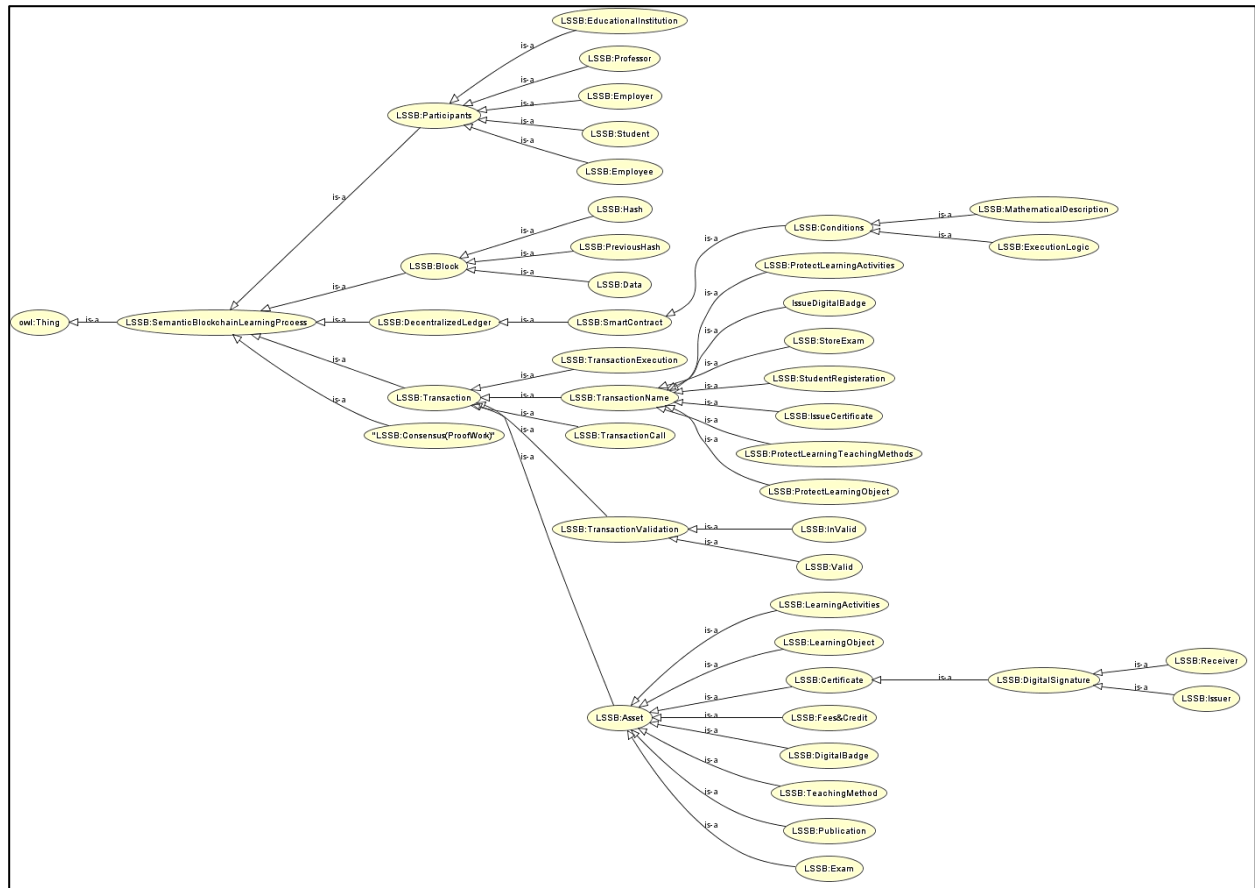 LSSB:EducationalInstitution
is-a
LSSB:Professor
is-a
LSSB:Employer
is-a
LSSB:Participants
is-a
LSSB:Student
is-a
LSSB:Employee
is-a
LSSB:Hash
is-a
LSSB:PreviousHash
is-a
LSSB:Block
LSSB:Data
is-a
is-a
LSSB:Conditions
is-a
LSSB:MathematicalDescription
is-a
LSSB:ExecutionLogic
is-a
LSSB:ProtectLearningActivities
is-a
IssueDigitalBadge
is-a
owl:Thing
is-a
LSSB:SemanticBlockchainLearningProcess
is-a
LSSB:DecentralizedLedger
is-a
LSSB:SmartContract
LSSB:StoreExam
is-a
LSSB:TransactionExecution
is-a
is-a
LSSB:StudentRegisteration
is-a
LSSB:Transaction
is-a
LSSB:TransactionName
is-a
LSSB:IssueCertificate
is-a
"LSSB:Consensus(ProofWork)"
is-a
LSSB:TransactionCall
is-a
is-a
is-a
LSSB:ProtectLearningTeachingMethods
is-a
LSSB:ProtectLearningObject
is-a
LSSB:TransactionValidation
is-a
LSSB:InValid
is-a
LSSB:Valid
LSSB:LearningActivities
is-a
LSSB:LearningObject
is-a
LSSB:Certificate
is-a
is-a
LSSB:DigitalSignature
is-a
LSSB:Receiver
is-a
LSSB:Issuer
LSSB:Asset
is-a
LSSB:Fees&Credit
is-a
LSSB:DigitalBadge
is-a
LSSB:TeachingMethod
is-a
LSSB:Publication
is-a
LSSB:Exam